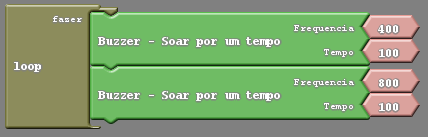 fazer
loop
Buzzer - Soar por um tempo
Frequencia 400
Tempo 100
Buzzer - Soar por um tempo
Frequencia 800
Tempo 100